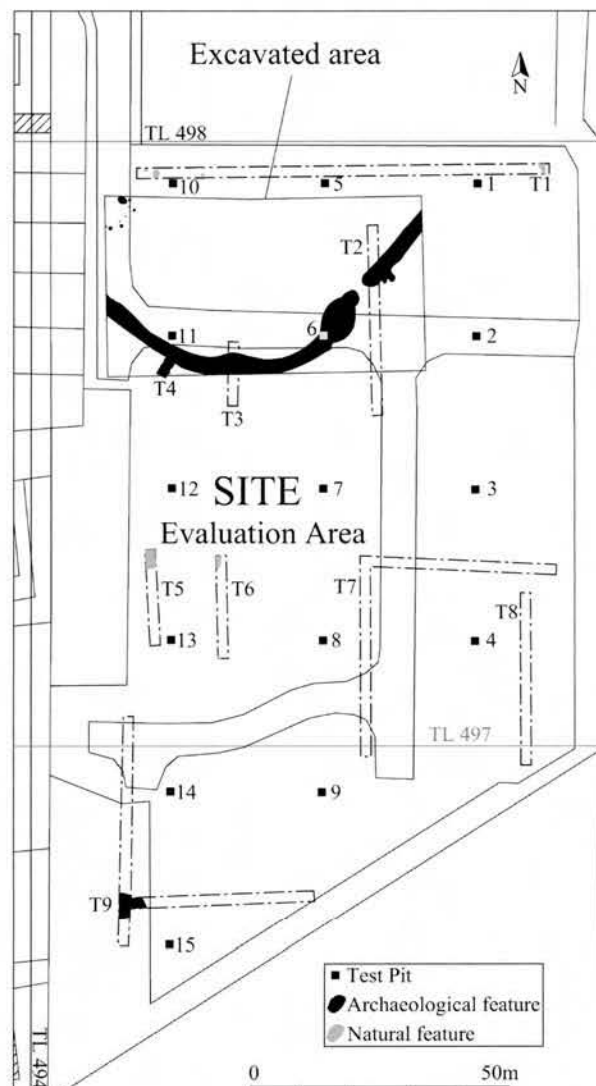 Excavated area
N
TL 498
10
5
1
T1
T2
6
11
2
T4
T3
12
7
3
SITE
Evaluation Area
T5
T6
T7
T8
13
8
4
TL 497
14
9
T9
15
Test Pit
Archaeological feature
Natural feature
TL 494
0 50m